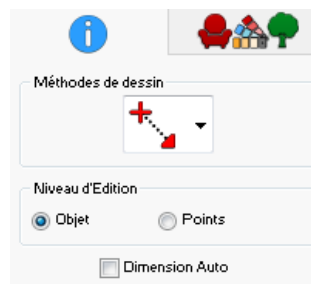 Méthodes de dessin
Niveau d'Edition
Objet Points
Dimension Auto